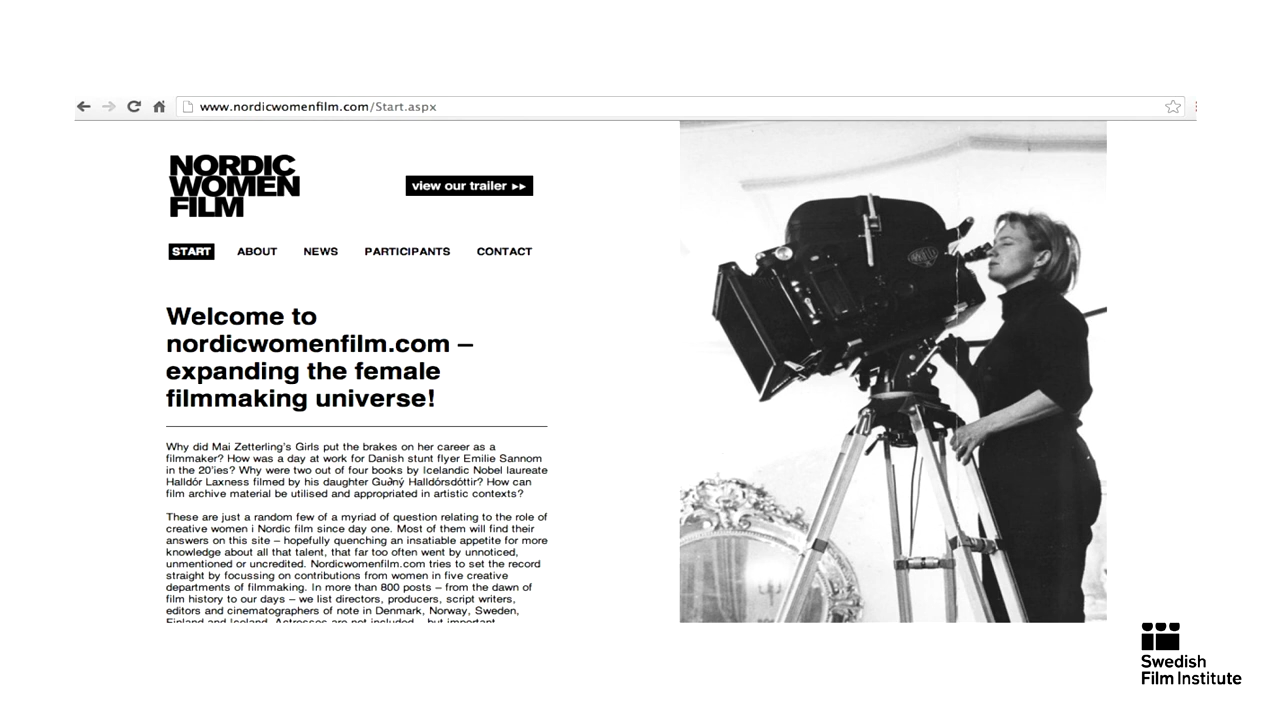 www.nordicwomenfilm.com/Start.aspx
NORDIC
WOMEN
FILM
view our trailer
START ABOUT NEWS PARTICIPANTS CONTACT
Welcome to
nordicwomenfilm.com –
expanding the female
filmmaking universe!
Why did Mai Zetterling's Girls put the brakes on her career as a
filmmaker? How was a day at work for Danish stunt flyer Emilie Sannom
in the 20'ies? Why were two out of four books by Icelandic Nobel laureate
Halldór Laxness filmed by his daughter Guðný Halldórsdóttir? How can
film archive material be utilised and appropriated in artistic contexts?
These are just a random few of a myriad of question relating to the role of
creative women i Nordic film since day one. Most of them will find their
answers on this site – hopefully quenching an insatiable appetite for more
knowledge about all that talent, that far too often went by unnoticed,
unmentioned or uncredited. Nordicwomenfilm.com tries to set the record
straight by focussing on contributions from women in five creative
departments of filmmaking. In more than 800 posts – from the dawn of
film history to our days – we list directors, producers, script writers,
editors and cinematographers of note in Denmark, Norway, Sweden,
Finland and Iceland. Actresses are not included – but important
Swedish
Film Institute